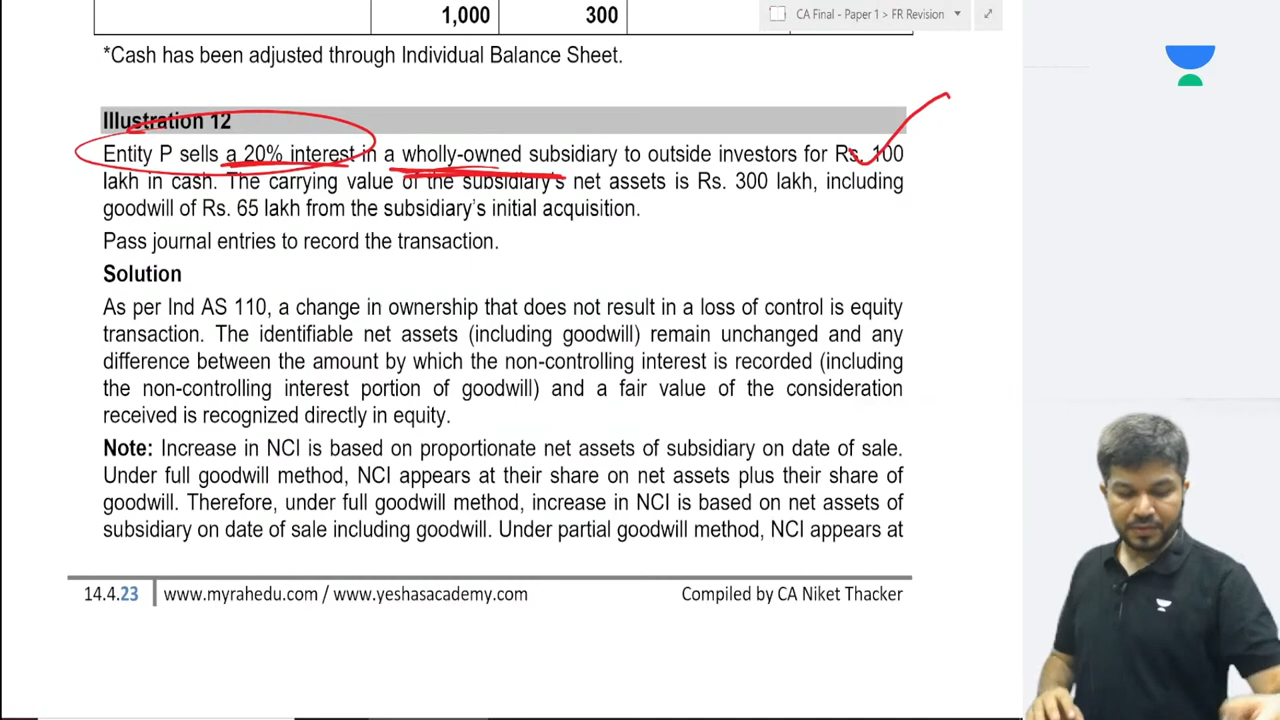 1,000 300
CA Final - Paper 1 > FR Revision
*Cash has been adjusted through Individual Balance Sheet.
Illustration 12
Entity P sells a 20% interest in a wholly-owned subsidiary to outside investors for Rs. 100
lakh in cash. The carrying value of the subsidiary's net assets is Rs. 300 lakh, including
goodwill of Rs. 65 lakh from the subsidiary's initial acquisition.
Pass journal entries to record the transaction.
Solution
As per Ind AS 110, a change in ownership that does not result in a loss of control is equity
transaction. The identifiable net assets (including goodwill) remain unchanged and any
difference between the amount by which the non-controlling interest is recorded (including
the non-controlling interest portion of goodwill) and a fair value of the consideration
received is recognized directly in equity.
Note: Increase in NCI is based on proportionate net assets of subsidiary on date of sale.
Under full goodwill method, NCI appears at their share on net assets plus their share of
goodwill. Therefore, under full goodwill method, increase in NCI is based on net assets of
subsidiary on date of sale including goodwill. Under partial goodwill method, NCI appears at
14.4.23 www.myrahedu.com / www.yeshasacademy.com Compiled by CA Niket Thacker